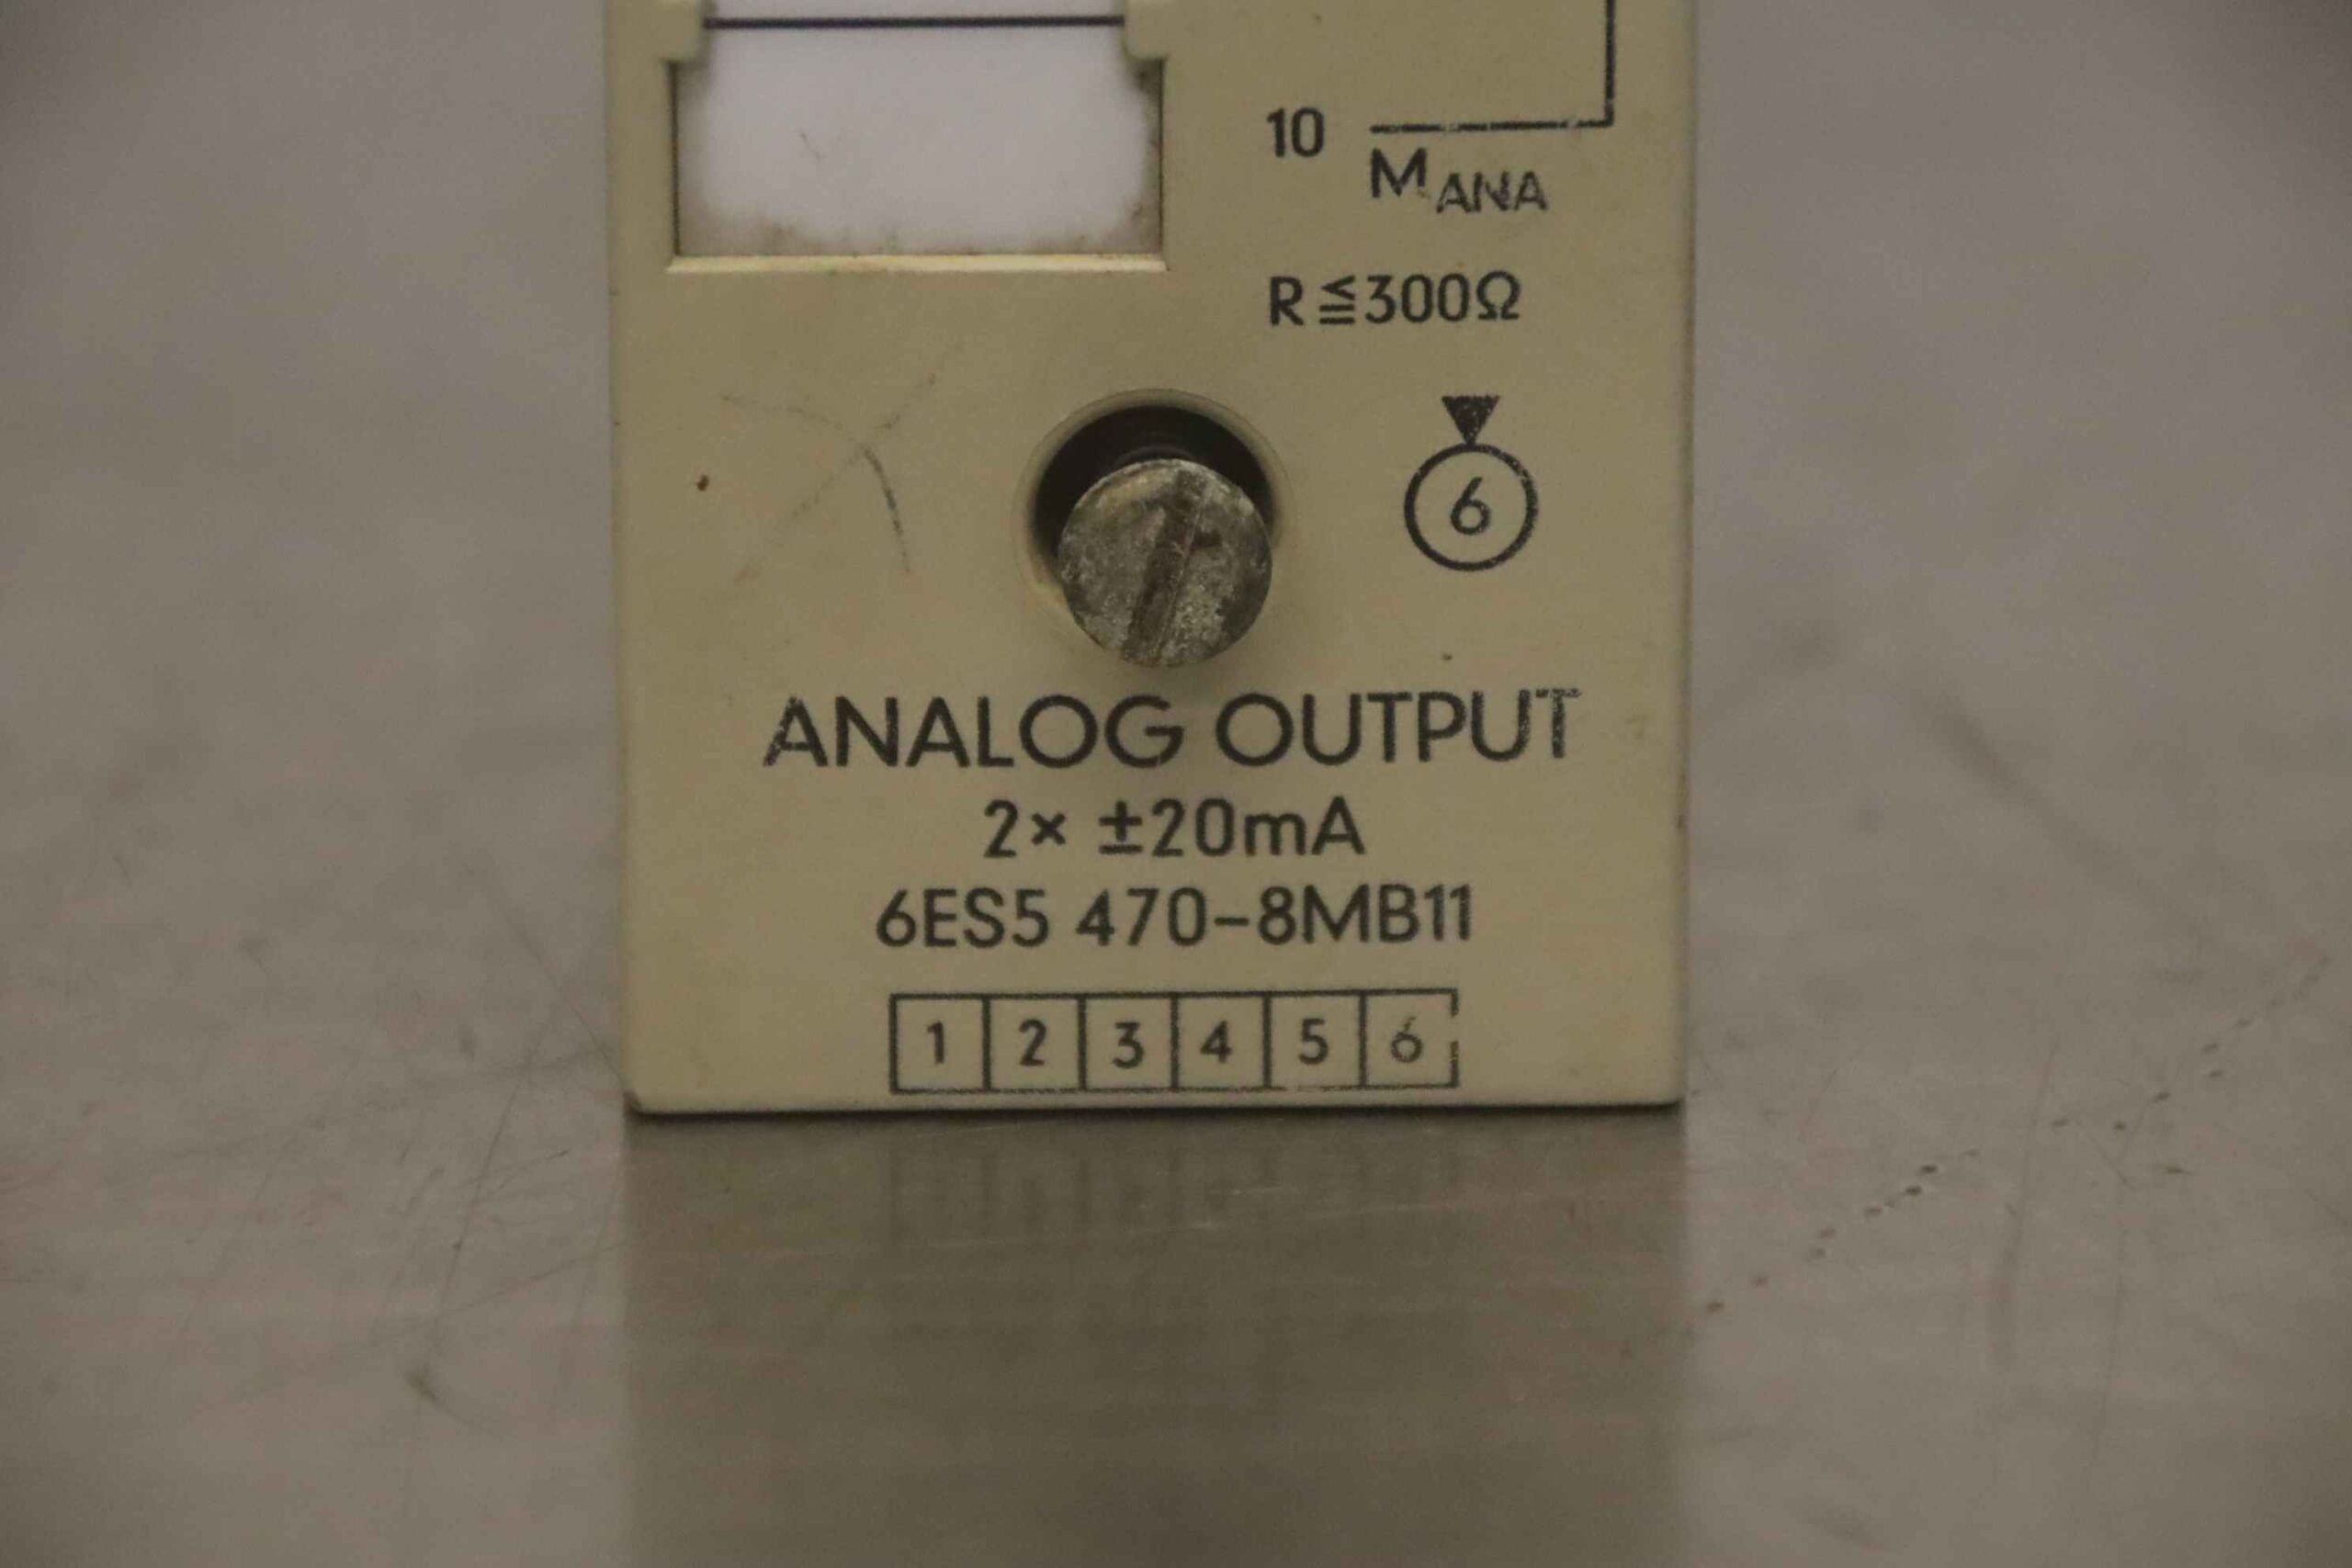 10
MANA
R≦300Ω
6
ANALOG OUTPUT
2× ±20mA
6ES5 470-8MB11
1 2 3 4 5 6